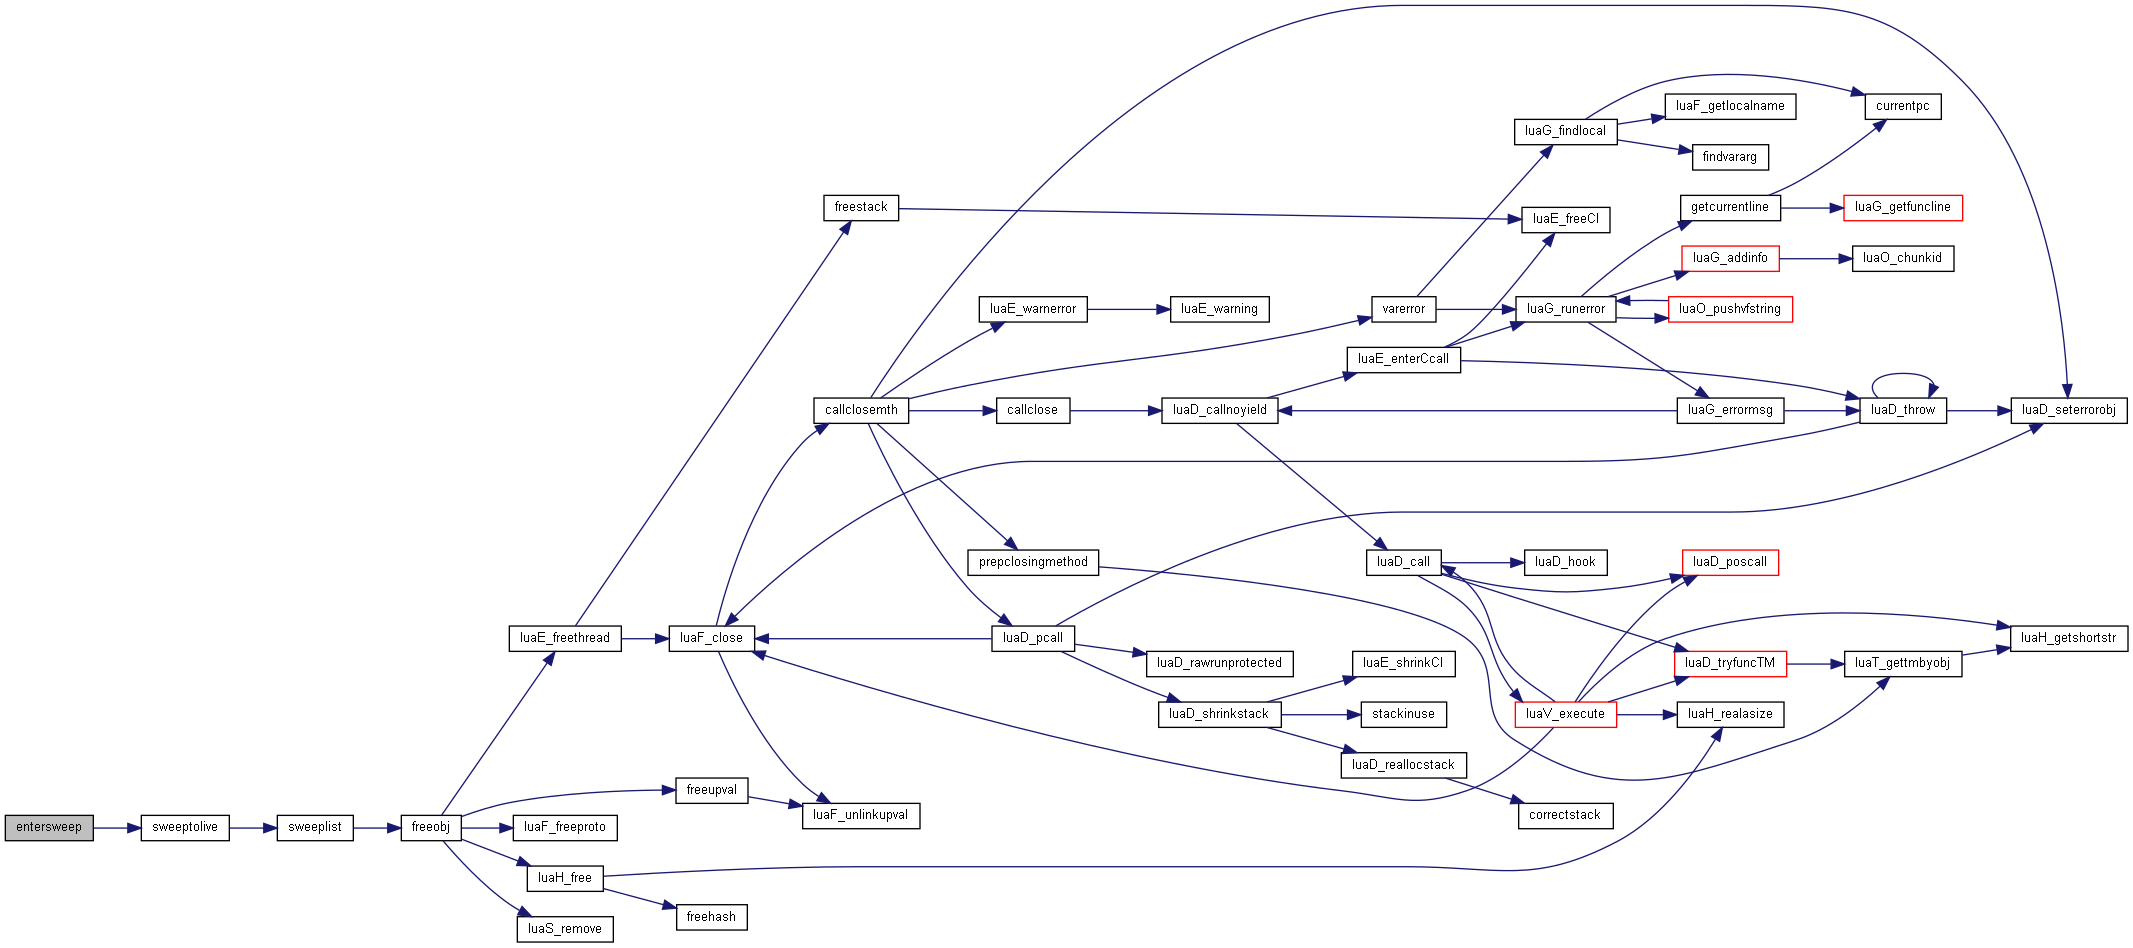 entersweep
sweeptolive
sweeplist
freeobj
luaE_freethread
freeupval
luaF_freeproto
luaH_free
luaS_remove
freestack
luaF_close
luaF_unlinkupval
freehash
callclosemth
luaE_warnerror
luaE_warning
callclose
prepclosingmethod
luaD_pcall
luaD_callnoyield
luaD_rawrunprotected
luaD_shrinkstack
varerror
luaE_enterCcall
luaD_call
luaE_shrinkCI
stackinuse
luaD_reallocstack
correctstack
luaG_findlocal
luaF_getlocalname
findvararg
currentpc
luaE_freeCI
getcurrentline
luaG_getfuncline
luaG_addinfo
luaO_chunkid
luaG_runerror
luaO_pushvfstring
luaG_errormsg
luaD_throw
luaD_seterrorobj
luaD_hook
luaD_poscall
luaD_tryfuncTM
luaT_gettmbyobj
luaH_getshortstr
luaV_execute
luaH_realasize